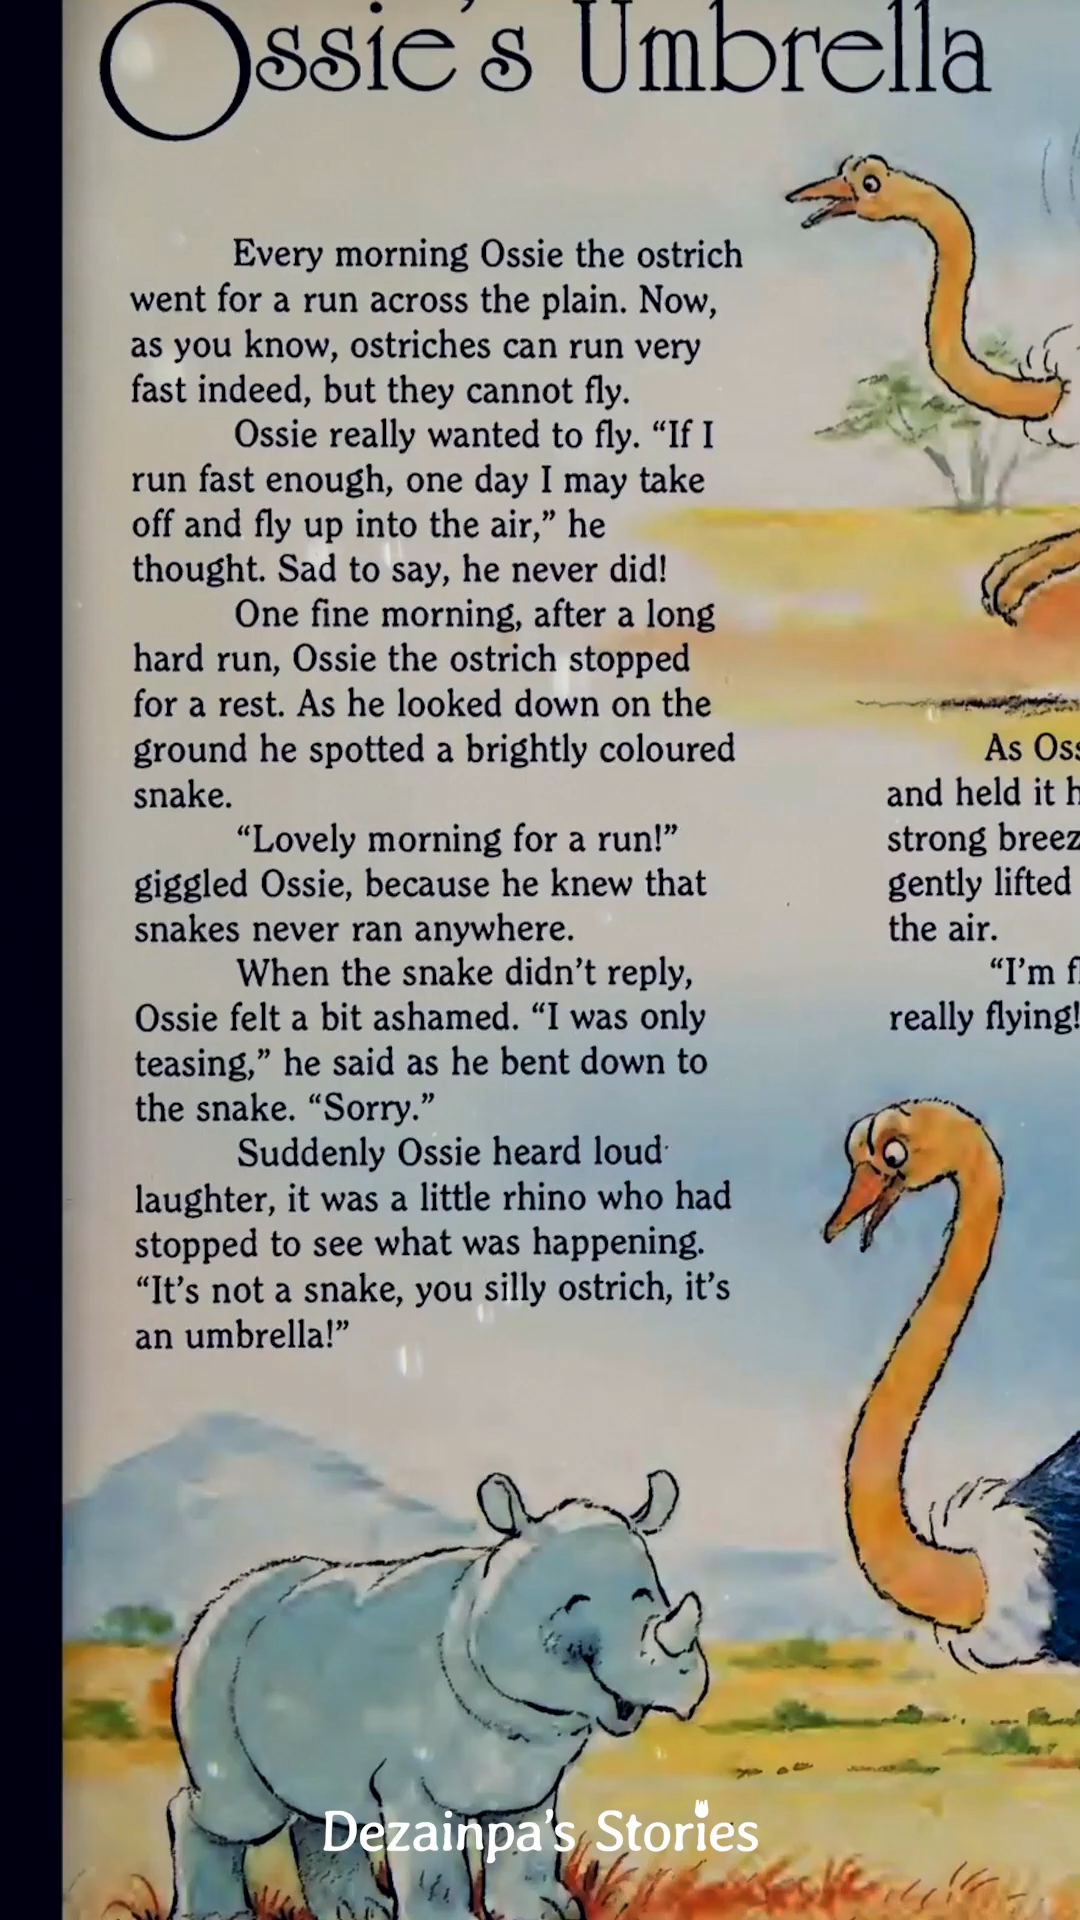 Ossie's Umbrella
Every morning Ossie the ostrich
went for a run across the plain. Now,
as you know, ostriches can run very
fast indeed, but they cannot fly.
Ossie really wanted to fly. “If I
run fast enough, one day I may take
off and fly up into the air,” he
thought. Sad to say, he never did!
One fine morning, after a long
hard run, Ossie the ostrich stopped
for a rest. As he looked down on the
ground he spotted a brightly coloured
snake.
“Lovely morning for a run!”
giggled Ossie, because he knew that
snakes never ran anywhere.
When the snake didn’t reply,
Ossie felt a bit ashamed. “I was only
teasing,” he said as he bent down to
the snake. “Sorry.”
Suddenly Ossie heard loud
laughter, it was a little rhino who had
stopped to see what was happening.
“It’s not a snake, you silly ostrich, it’s
an umbrella!”
As
and held it
strong
gently lifted
the air.
“I’m
really flying!
Dezainpa’s Stories